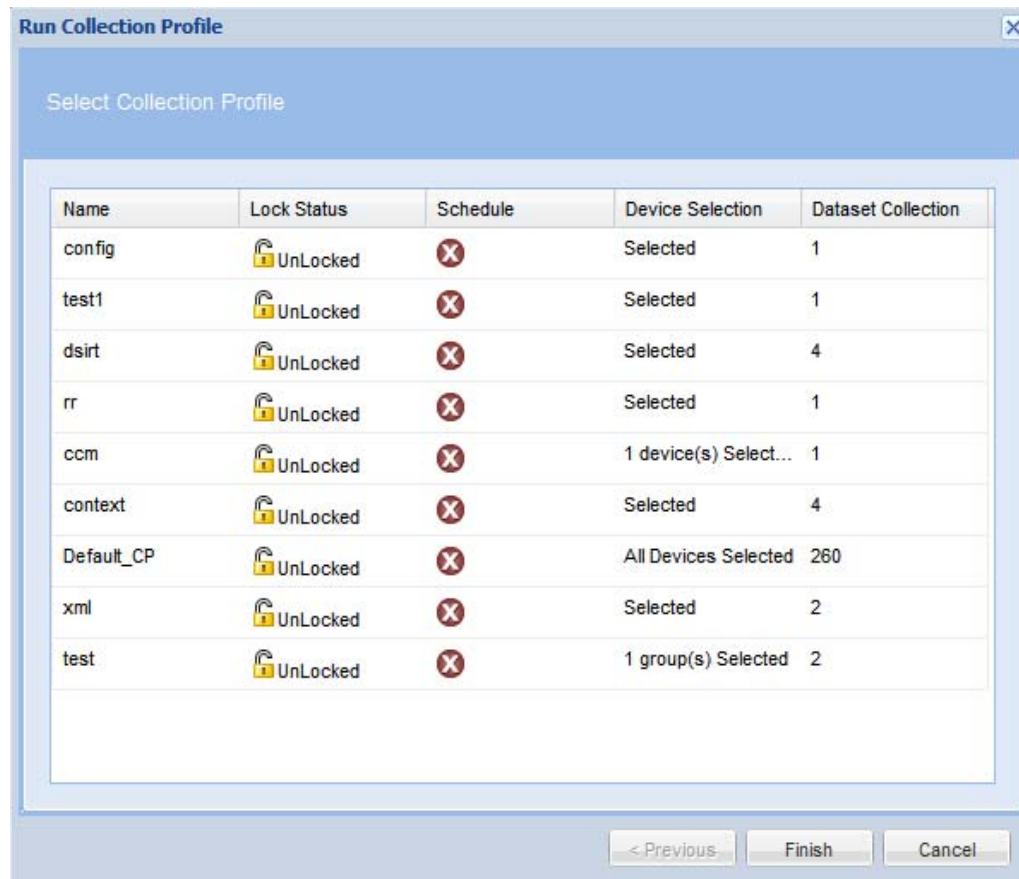 Run Collection Profile
Select Collection Profile
Name Lock Status Schedule Device Selection Dataset Collection
config UnLocked Selected 1
test1 UnLocked Selected 1
dsirt UnLocked Selected 4
rr UnLocked Selected 1
ccm UnLocked 1 device(s) Select... 1
context UnLocked Selected 4
Default_CP UnLocked All Devices Selected 260
xml UnLocked Selected 2
test UnLocked 1 group(s) Selected 2
< Previous Finish Cancel